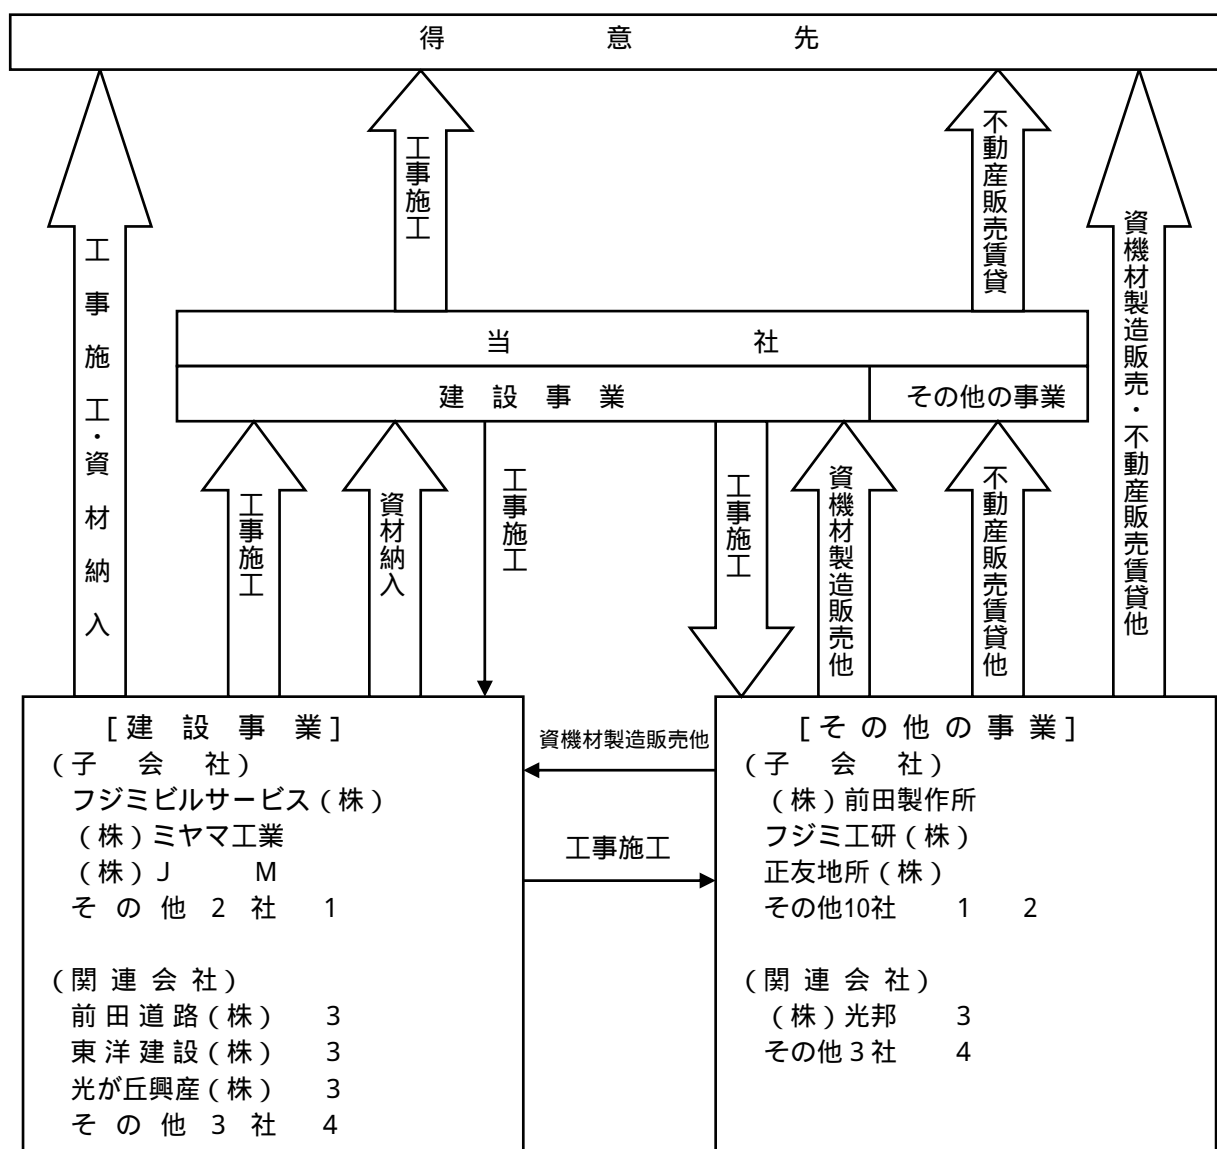 得意先
工事施工・資材納入
工事施工
不動産販売賃貸
資機材製造販売・不動産販売賃貸他
当社
建設事業
その他の事業
工事施工
資材納入
工事施工
工事施工
資機材製造販売他
不動産販売賃貸他
[建設事業]
(子会社)
フジミビルサービス(株)
(株)ミヤマ工業
(株)J M
その他2社 1
(関連会社)
前田道路(株) 3
東洋建設(株) 3
光が丘興産(株) 3
その他3社 4
資機材製造販売他
工事施工
[その他の事業]
(子会社)
(株)前田製作所
フジミ工研(株)
正友地所(株)
その他10社 1 2
(関連会社)
(株)光邦 3
その他3社 4